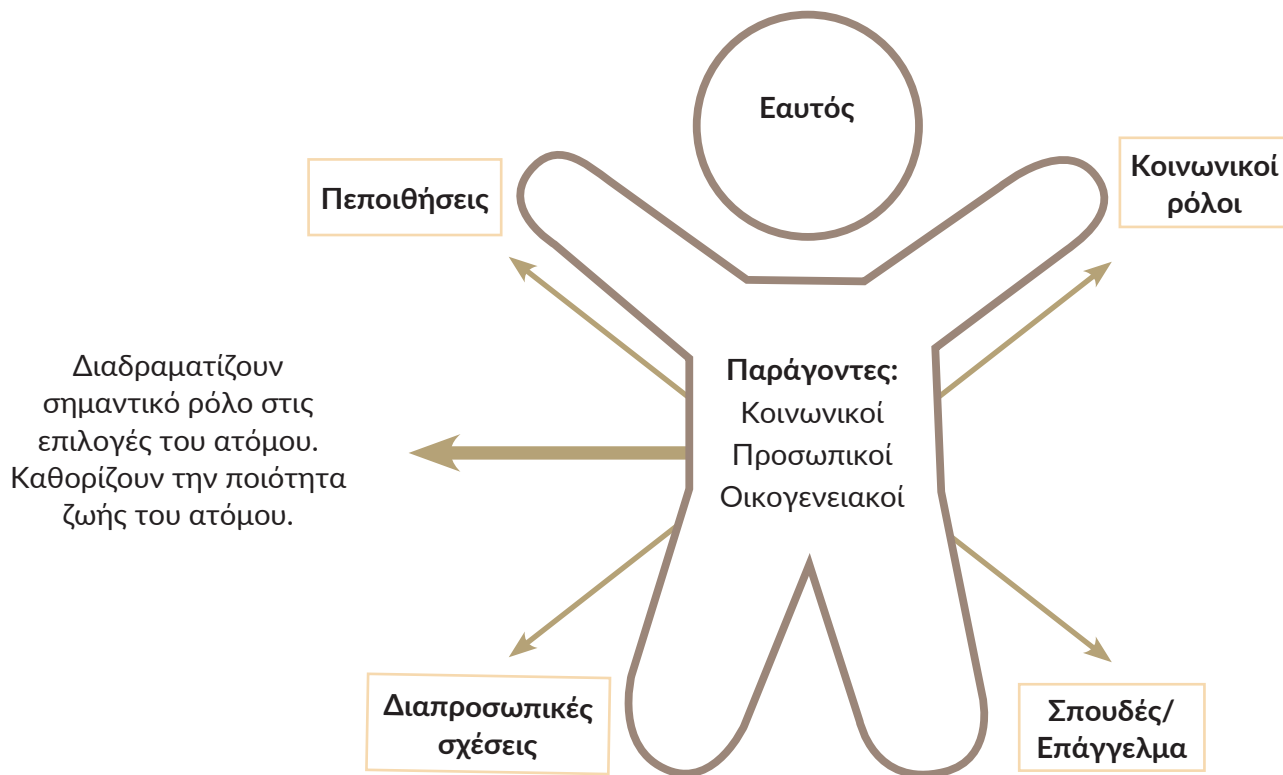 Εαυτός
Πεποιθήσεις
Κοινωνικοί
ρόλοι
Διαδραματίζουν
σημαντικό ρόλο στις
επιλογές του ατόμου.
Καθορίζουν την ποιότητα
ζωής του ατόμου.
Παράγοντες:
Κοινωνικοί
Προσωπικοί
Οικογενειακοί
Διαπροσωπικές
σχέσεις
Σπουδές/
Επάγγελμα